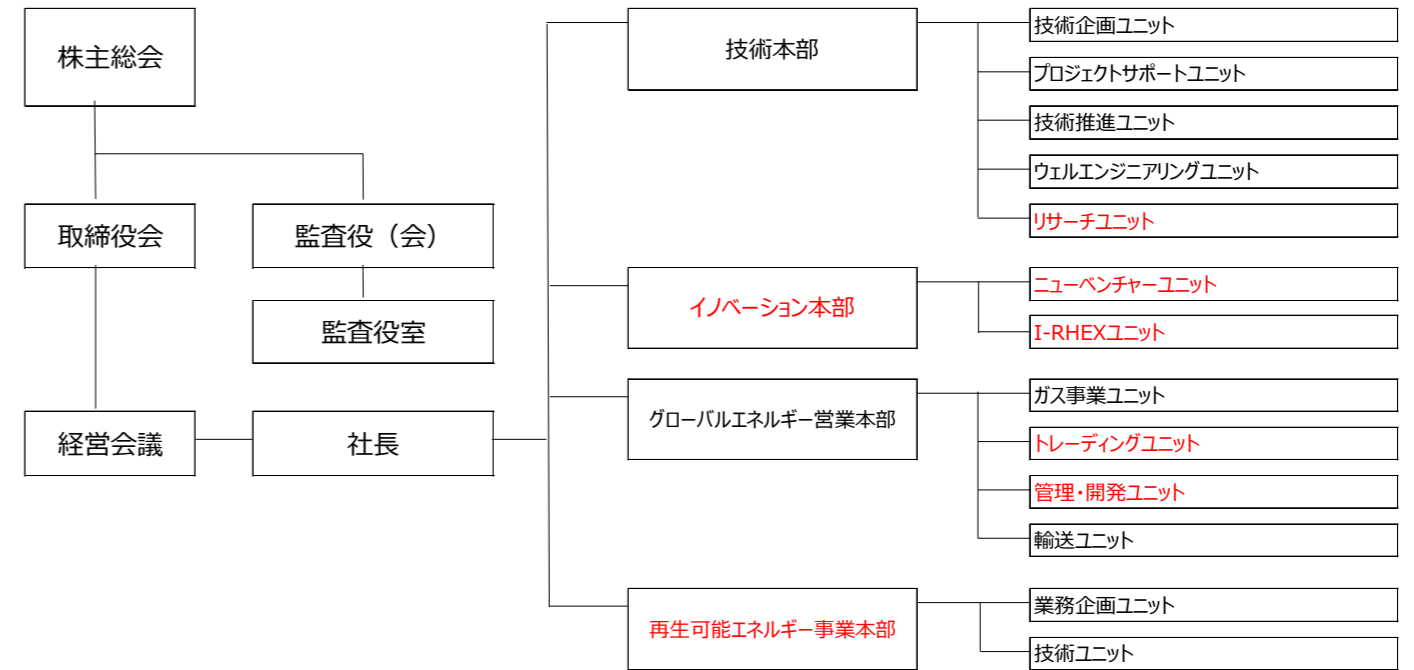 株主総会
取締役会
監査役（会）
監査役室
経営会議
社長
技術本部
技術企画ユニット
プロジェクトサポートユニット
技術推進ユニット
ウェルエンジニアリングユニット
リサーチユニット
イノベーション本部
ニューベンチャーユニット
I-RHEXユニット
グローバルエネルギー営業本部
ガス事業ユニット
トレーディングユニット
管理・開発ユニット
輸送ユニット
再生可能エネルギー事業本部
業務企画ユニット
技術ユニット